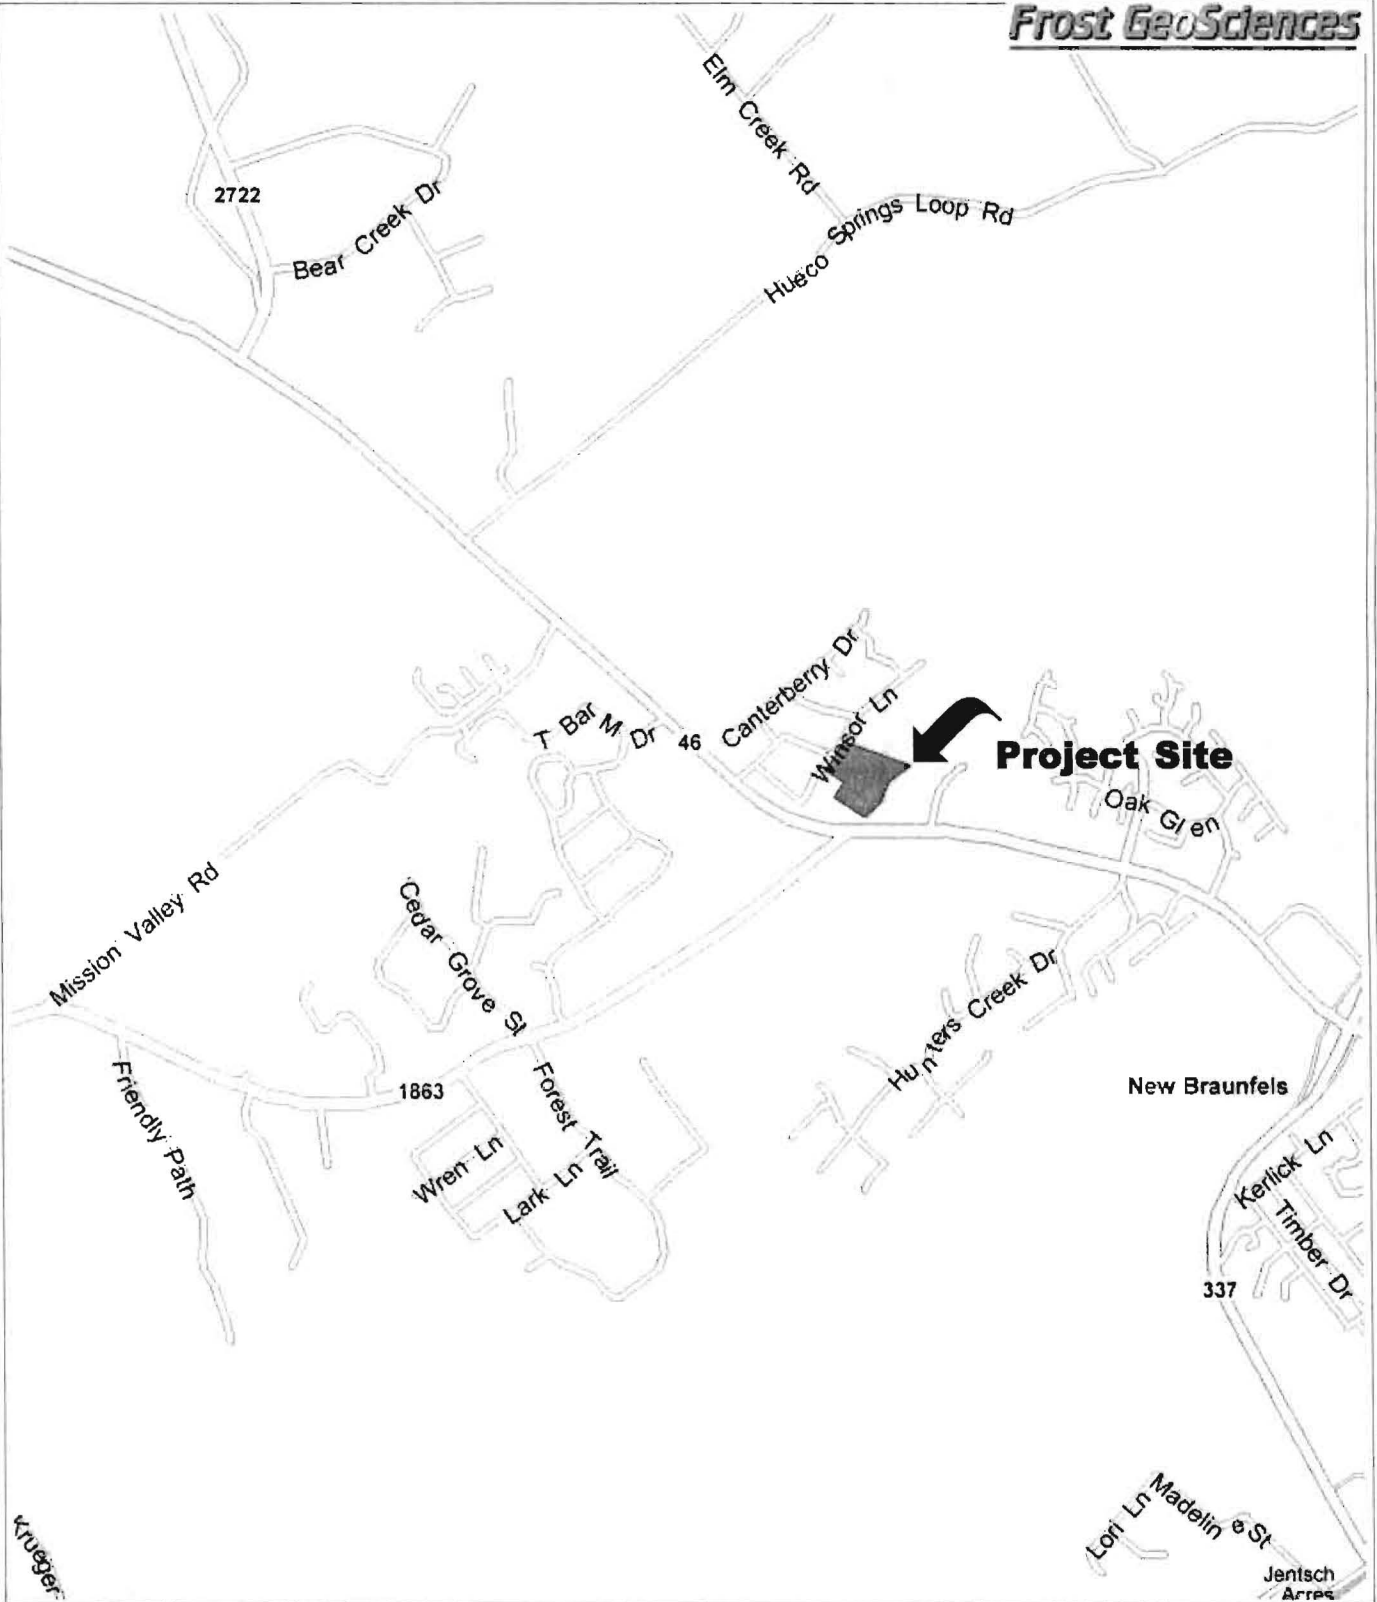 Frost GeoSciences
Elm Creek Rd
2722
Bear Creek Dr
Hueco Springs Loop Rd
Canterberry Dr
Winsor Ln
T Bar M Dr
46
Project Site
Oak Glen
Mission Valley Rd
Cedar Grove St
Hunters Creek Dr
Friendly Path
1863
Forest Trail
New Braunfels
Wren Ln
Lark Ln
Kerlick Ln
Timber Dr
337
Lori Ln
Madeline St
Krueger
Jentsch
Acres